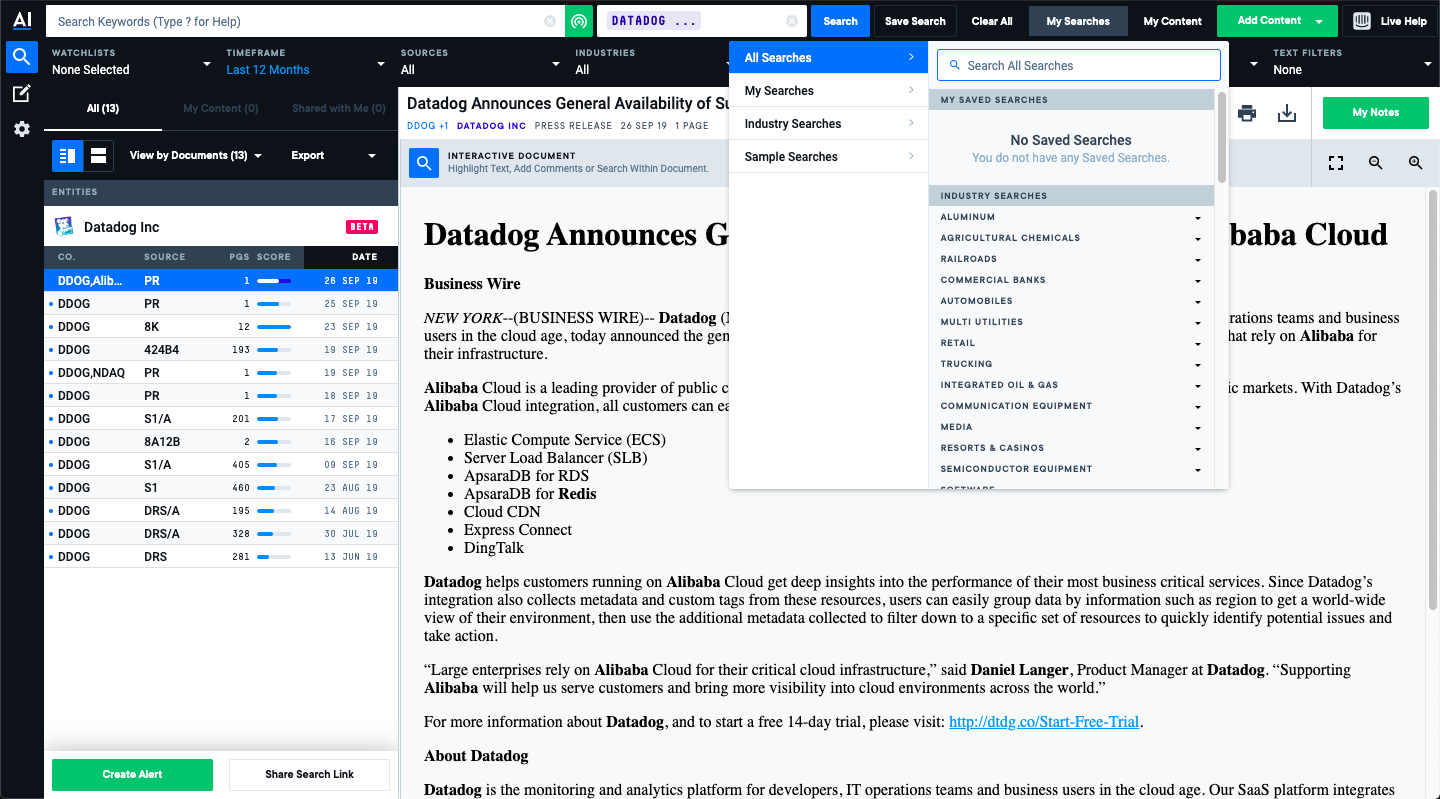 AI
Search Keywords (Type ? for Help)
DATADOG ...
Search
Save Search
Clear All
My Searches
My Content
Add Content
Live Help
WATCHLISTS
None Selected
TIMEFRAME
Last 12 Months
SOURCES
All
INDUSTRIES
All
TEXT FILTERS
None
All (13)
My Content (0)
Shared with Me (0)
View by Documents (13)
Export
ENTITIES
Datadog Inc
BETA
CO. SOURCE PGS SCORE DATE
DDOG,Alib... PR 1 26 SEP 19
DDOG PR 1 25 SEP 19
DDOG 8K 12 23 SEP 19
DDOG 424B4 193 19 SEP 19
DDOG,NDAQ PR 1 19 SEP 19
DDOG PR 1 18 SEP 19
DDOG S1/A 201 17 SEP 19
DDOG 8A12B 2 16 SEP 19
DDOG S1/A 405 09 SEP 19
DDOG S1 460 23 AUG 19
DDOG DRS/A 195 14 AUG 19
DDOG DRS/A 328 30 JUL 19
DDOG DRS 281 13 JUN 19
Create Alert
Share Search Link
All Searches
My Searches
Industry Searches
Sample Searches
Search All Searches
MY SAVED SEARCHES
No Saved Searches
You do not have any Saved Searches.
INDUSTRY SEARCHES
ALUMINUM
AGRICULTURAL CHEMICALS
RAILROADS
COMMERCIAL BANKS
AUTOMOBILES
MULTI UTILITIES
RETAIL
TRUCKING
INTEGRATED OIL & GAS
COMMUNICATION EQUIPMENT
MEDIA
RESORTS & CASINOS
SEMICONDUCTOR EQUIPMENT
Datadog Announces General Availability of Su
DDOG +1 DATADOG INC PRESS RELEASE 26 SEP 19 1 PAGE
My Notes
INTERACTIVE DOCUMENT
Highlight Text, Add Comments or Search Within Document.
Datadog Announces G baba Cloud
Business Wire
NEW YORK--(BUSINESS WIRE)-- Datadog ( rations teams and business
users in the cloud age, today announced the gen hat rely on Alibaba for
their infrastructure.
Alibaba Cloud is a leading provider of public c ic markets. With Datadog's
Alibaba Cloud integration, all customers can ea
• Elastic Compute Service (ECS)
• Server Load Balancer (SLB)
• ApsaraDB for RDS
• ApsaraDB for Redis
• Cloud CDN
• Express Connect
• DingTalk
Datadog helps customers running on Alibaba Cloud get deep insights into the performance of their most business critical services. Since Datadog's
integration also collects metadata and custom tags from these resources, users can easily group data by information such as region to get a world-wide
view of their environment, then use the additional metadata collected to filter down to a specific set of resources to quickly identify potential issues and
take action.
“Large enterprises rely on Alibaba Cloud for their critical cloud infrastructure,” said Daniel Langer, Product Manager at Datadog. “Supporting
Alibaba will help us serve customers and bring more visibility into cloud environments across the world.”
For more information about Datadog, and to start a free 14-day trial, please visit: http://dtdg.co/Start-Free-Trial.
About Datadog
Datadog is the monitoring and analytics platform for developers, IT operations teams and business users in the cloud age. Our SaaS platform integrates